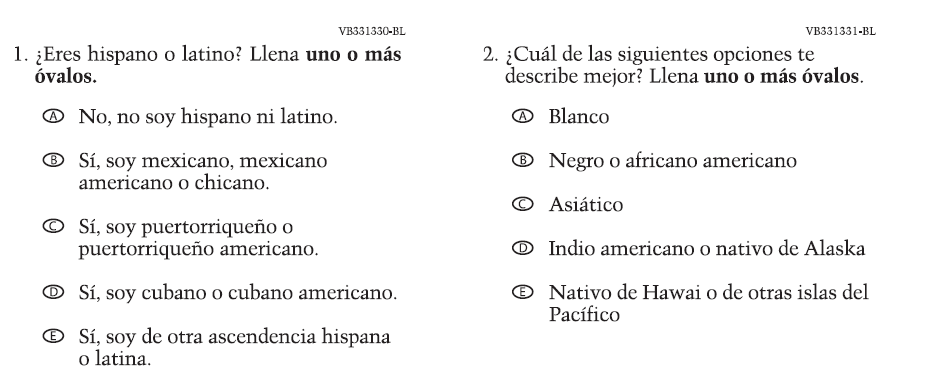 VB331330-BL
1. ¿Eres hispano o latino? Llena uno o más
óvalos.
A No, no soy hispano ni latino.
B Sí, soy mexicano, mexicano
americano o chicano.
C Sí, soy puertorriqueño o
puertorriqueño americano.
D Sí, soy cubano o cubano americano.
E Sí, soy de otra ascendencia hispana
o latina.
VB331331-BL
2. ¿Cuál de las siguientes opciones te
describe mejor? Llena uno o más óvalos.
A Blanco
B Negro o africano americano
C Asiático
D Indio americano o nativo de Alaska
E Nativo de Hawai o de otras islas del
Pacífico